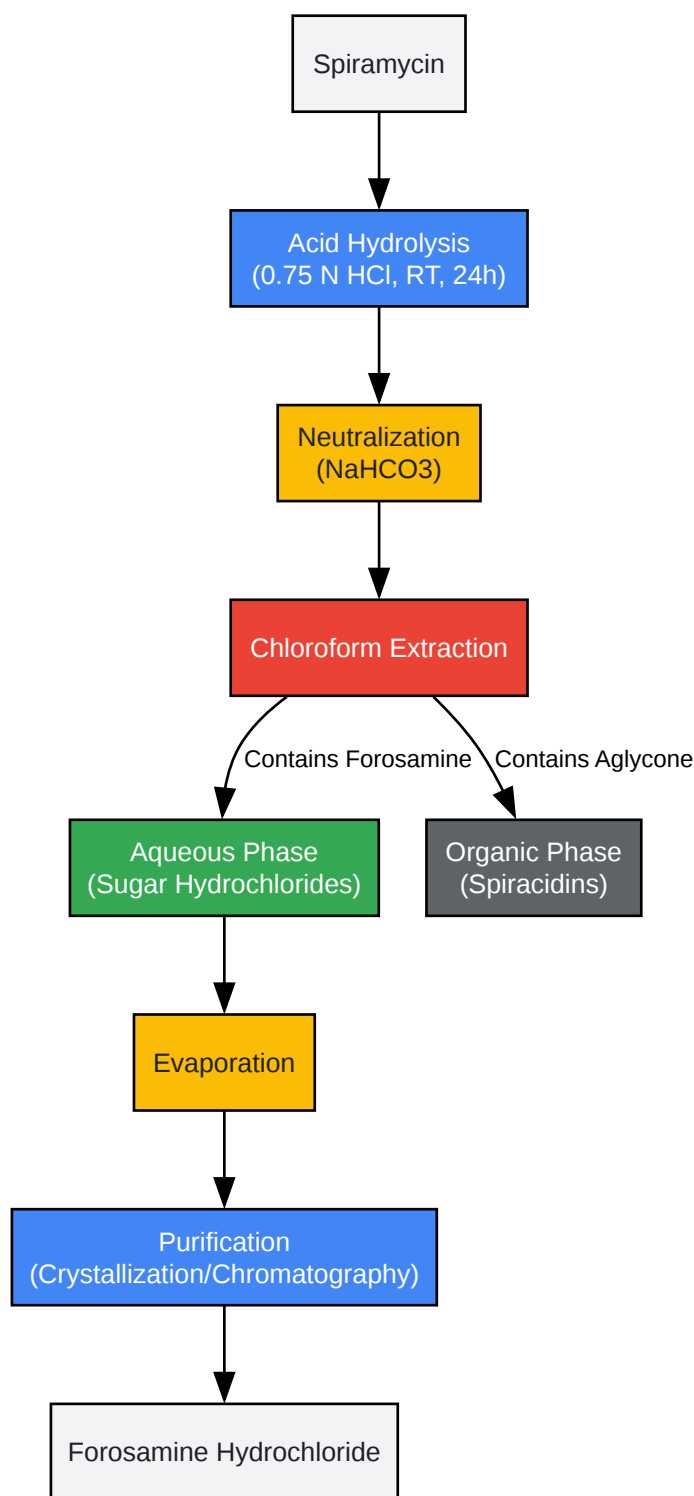 Spiramycin
Acid Hydrolysis
(0.75 N HCl, RT, 24h)
Neutralization
(NaHCO3)
Chloroform Extraction
Contains Forosamine
Contains Aglycone
Aqueous Phase
(Sugar Hydrochlorides)
Organic Phase
(Spiracidins)
Evaporation
Purification
(Crystallization/Chromatography)
Forosamine Hydrochloride